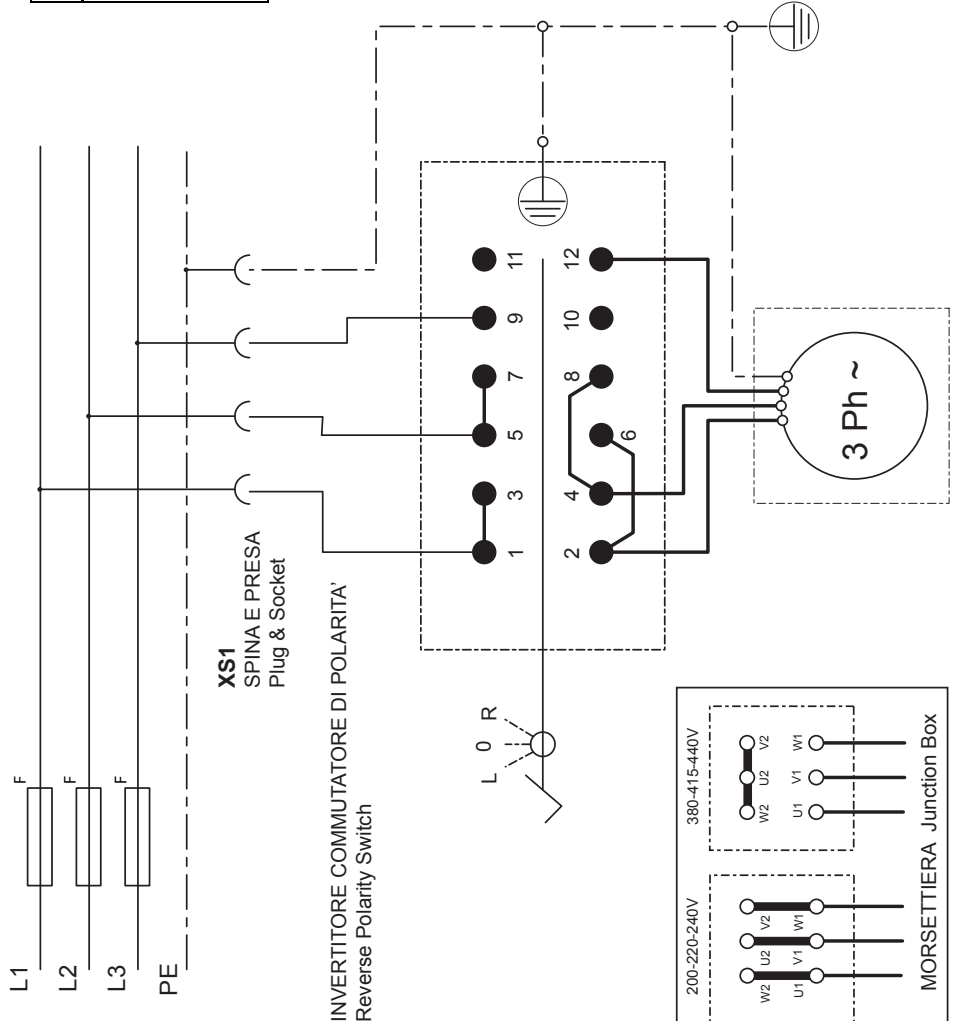 L1
F
L2
F
L3
F
PE
XS1
SPINA E PRESA
Plug & Socket
INVERTITORE COMMUTATORE DI POLARITA'
Reverse Polarity Switch
L 0 R
1 3 5 7 9 11
2 4 6 8 10 12
3 Ph ~
200-220-240V
W2 U2 V2
U1 V1 W1
380-415-440V
W2 U2 V2
U1 V1 W1
MORSETTIERA Junction Box